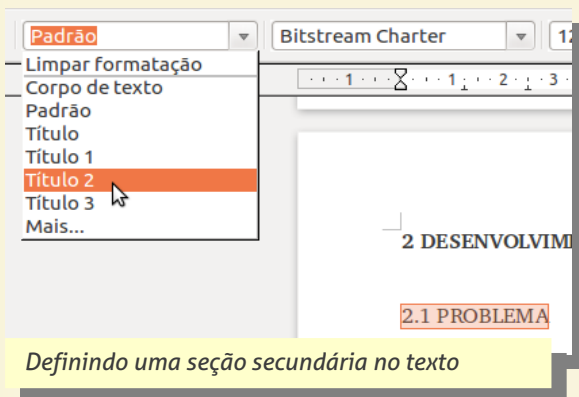 Padrão
Bitstream Charter
12
Limpar formatação
Corpo de texto
Padrão
Título
Título 1
Título 2
Título 3
Mais...
1 1 2 3
2 DESENVOLVIM
2.1 PROBLEMA
Definindo uma seção secundária no texto